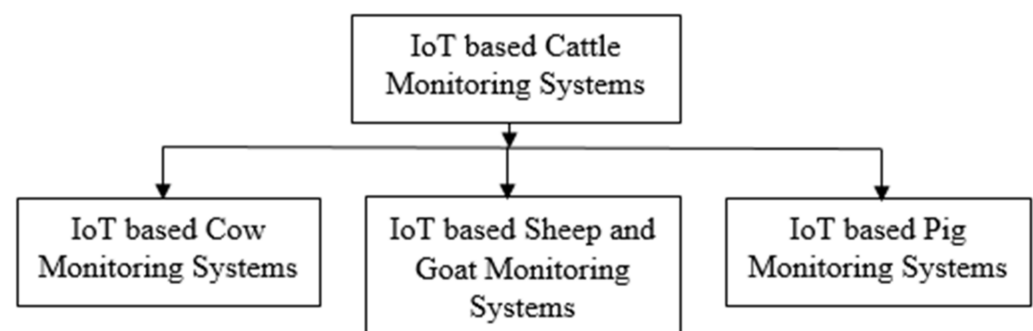 IoT based Cattle
Monitoring Systems
IoT based Cow
Monitoring Systems
IoT based Sheep and
Goat Monitoring
Systems
IoT based Pig
Monitoring Systems